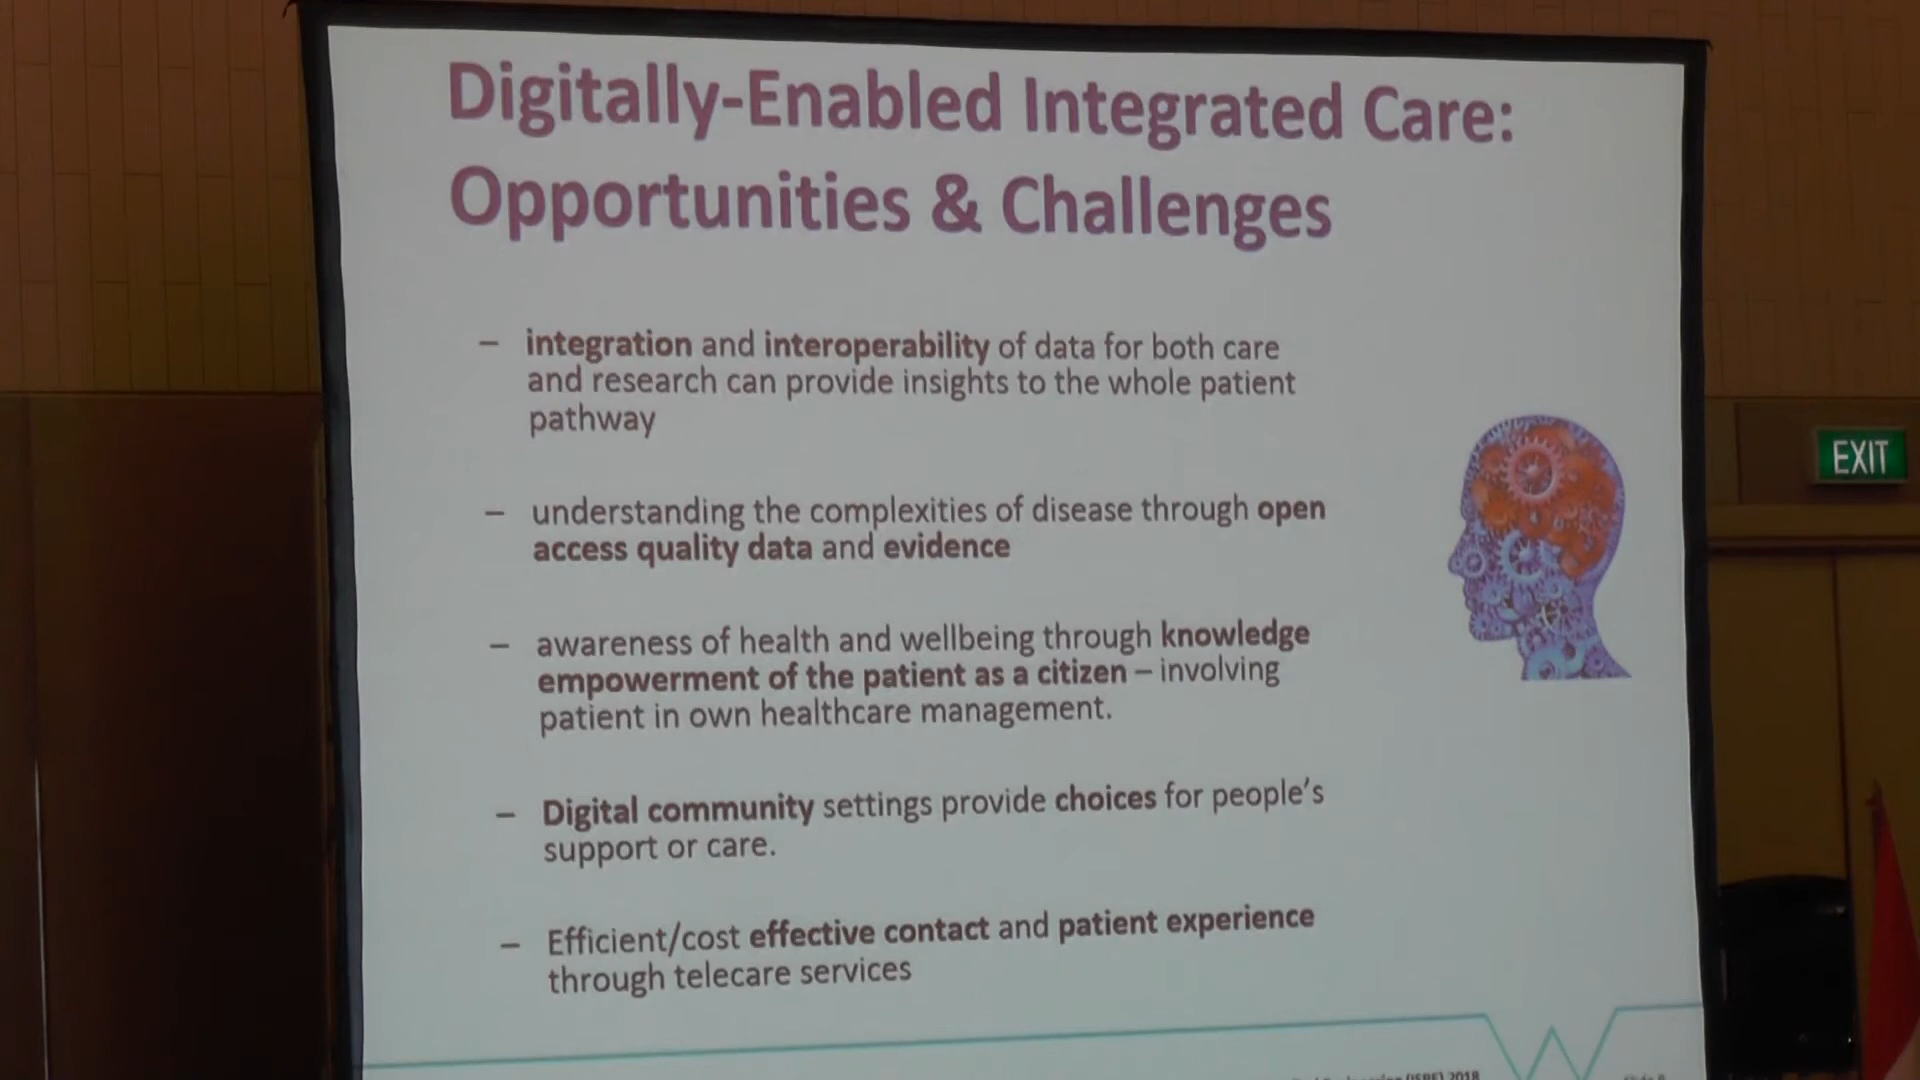 Digitally-Enabled Integrated Care:
Opportunities & Challenges
– integration and interoperability of data for both care
and research can provide insights to the whole patient
pathway
– understanding the complexities of disease through open
access quality data and evidence
– awareness of health and wellbeing through knowledge
empowerment of the patient as a citizen – involving
patient in own healthcare management.
– Digital community settings provide choices for people's
support or care.
– Efficient/cost effective contact and patient experience
through telecare services
EXIT
2018